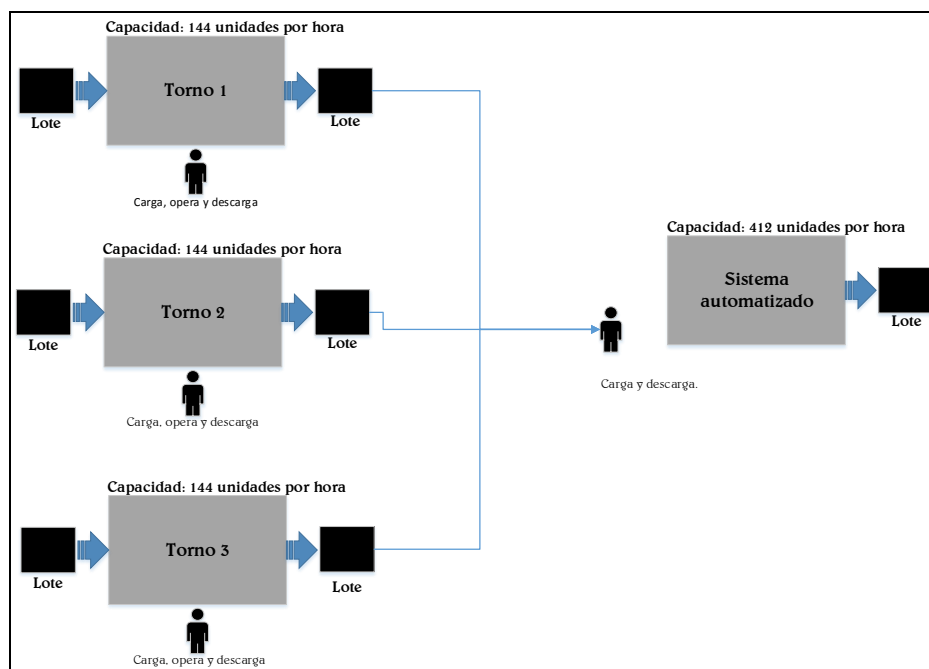 Capacidad: 144 unidades por hora
Torno 1
Lote
Lote
Carga, opera y descarga
Capacidad: 144 unidades por hora
Torno 2
Lote
Lote
Carga, opera y descarga
Capacidad: 144 unidades por hora
Torno 3
Lote
Lote
Carga, opera y descarga
Carga y descarga.
Capacidad: 412 unidades por hora
Sistema
automatizado
Lote